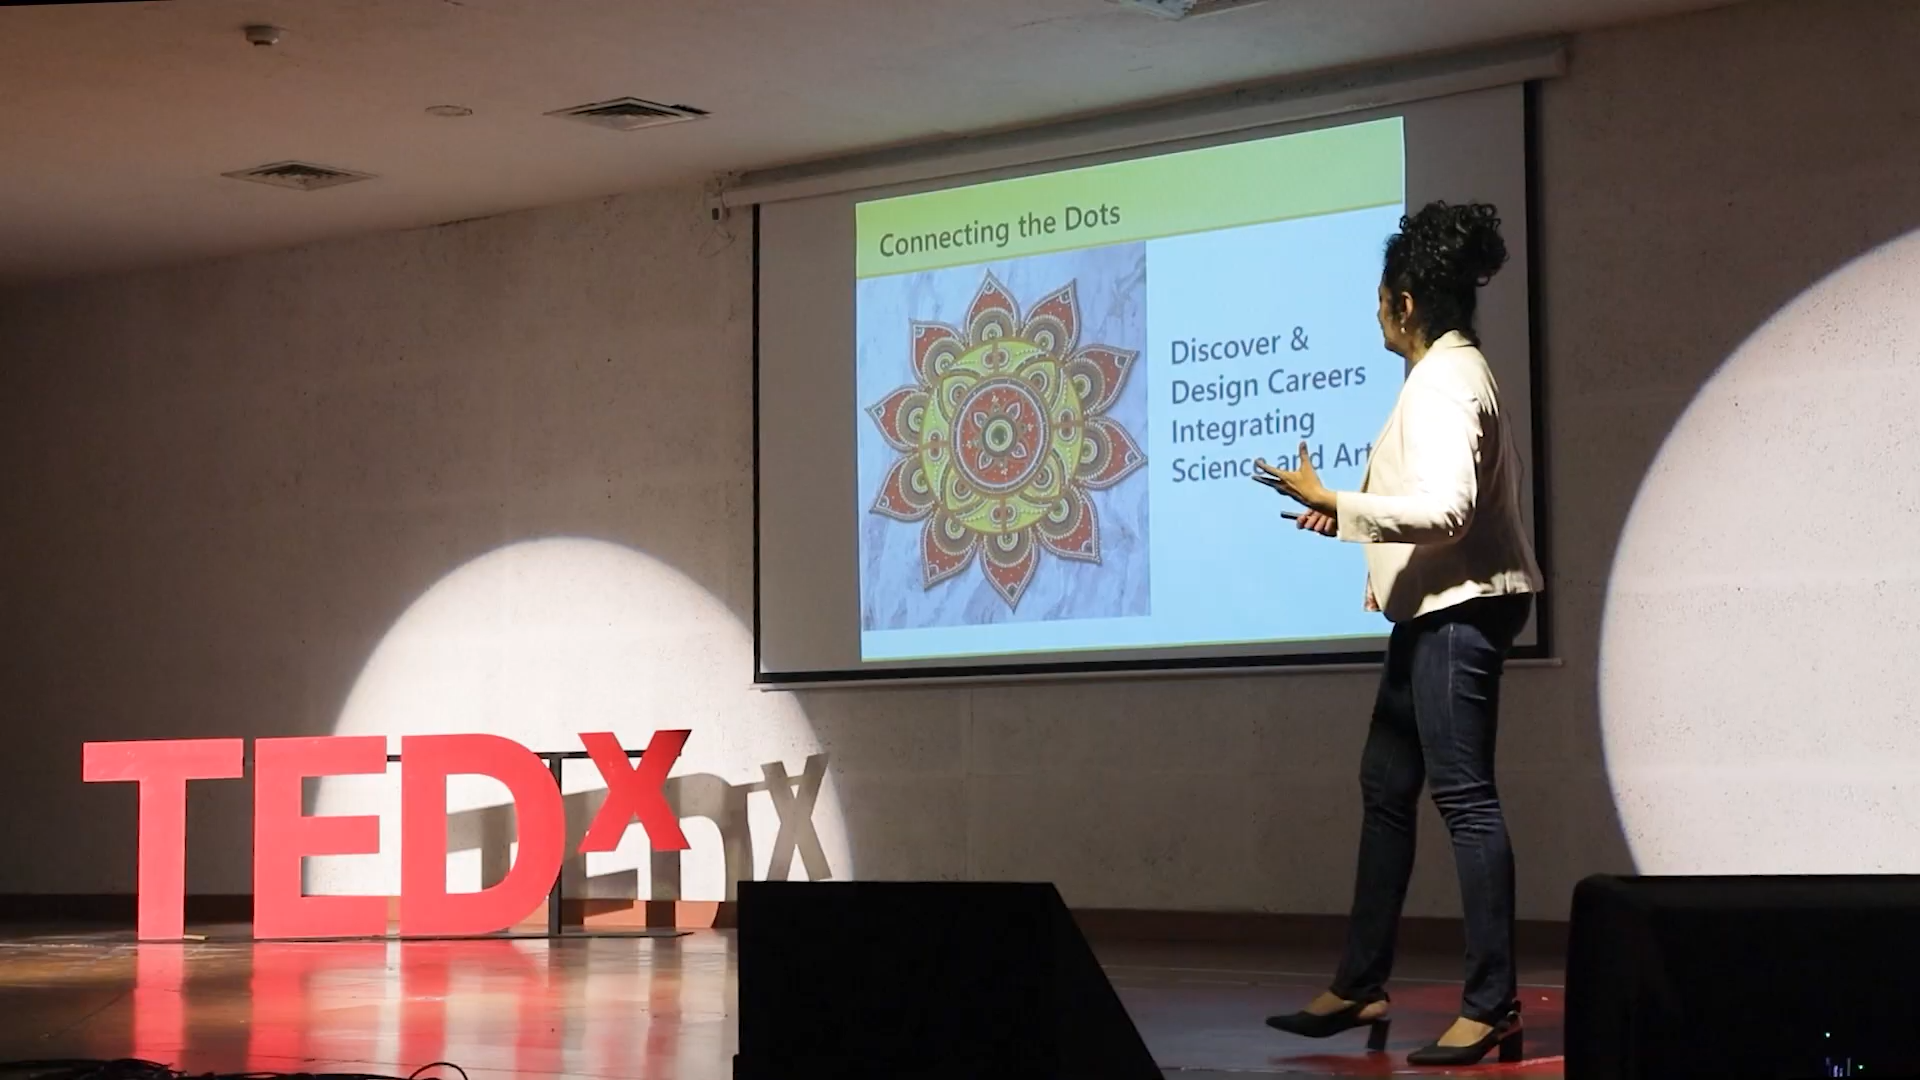 Connecting the Dots
Discover &
Design Careers
Integrating
Science and Art
TEDx